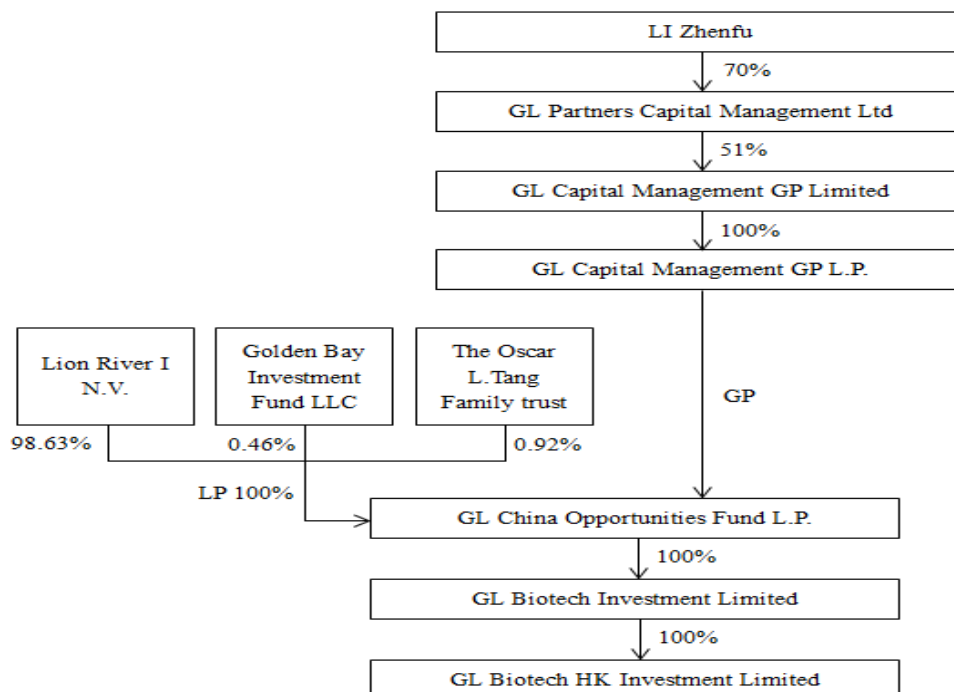 LI Zhenfu
70%
GL Partners Capital Management Ltd
51%
GL Capital Management GP Limited
100%
GL Capital Management GP L.P.
Lion River I
N.V.
Golden Bay
Investment
Fund LLC
The Oscar
L.Tang
Family trust
GP
98.63%
0.46%
0.92%
LP 100%
GL China Opportunities Fund L.P.
100%
GL Biotech Investment Limited
100%
GL Biotech HK Investment Limited